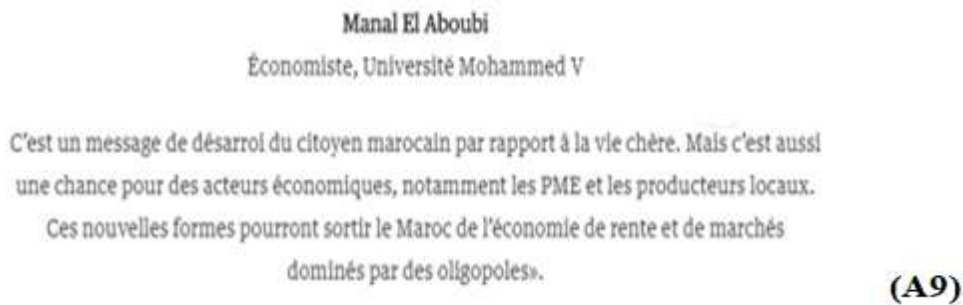 Manal El Aboubi
Économiste, Université Mohammed V
C'est un message de désarroi du citoyen marocain par rapport à la vie chère. Mais c'est aussi
une chance pour des acteurs économiques, notamment les PME et les producteurs locaux.
Ces nouvelles formes pourront sortir le Maroc de l'économie de rente et de marchés
dominés par des oligopoles».
(A9)